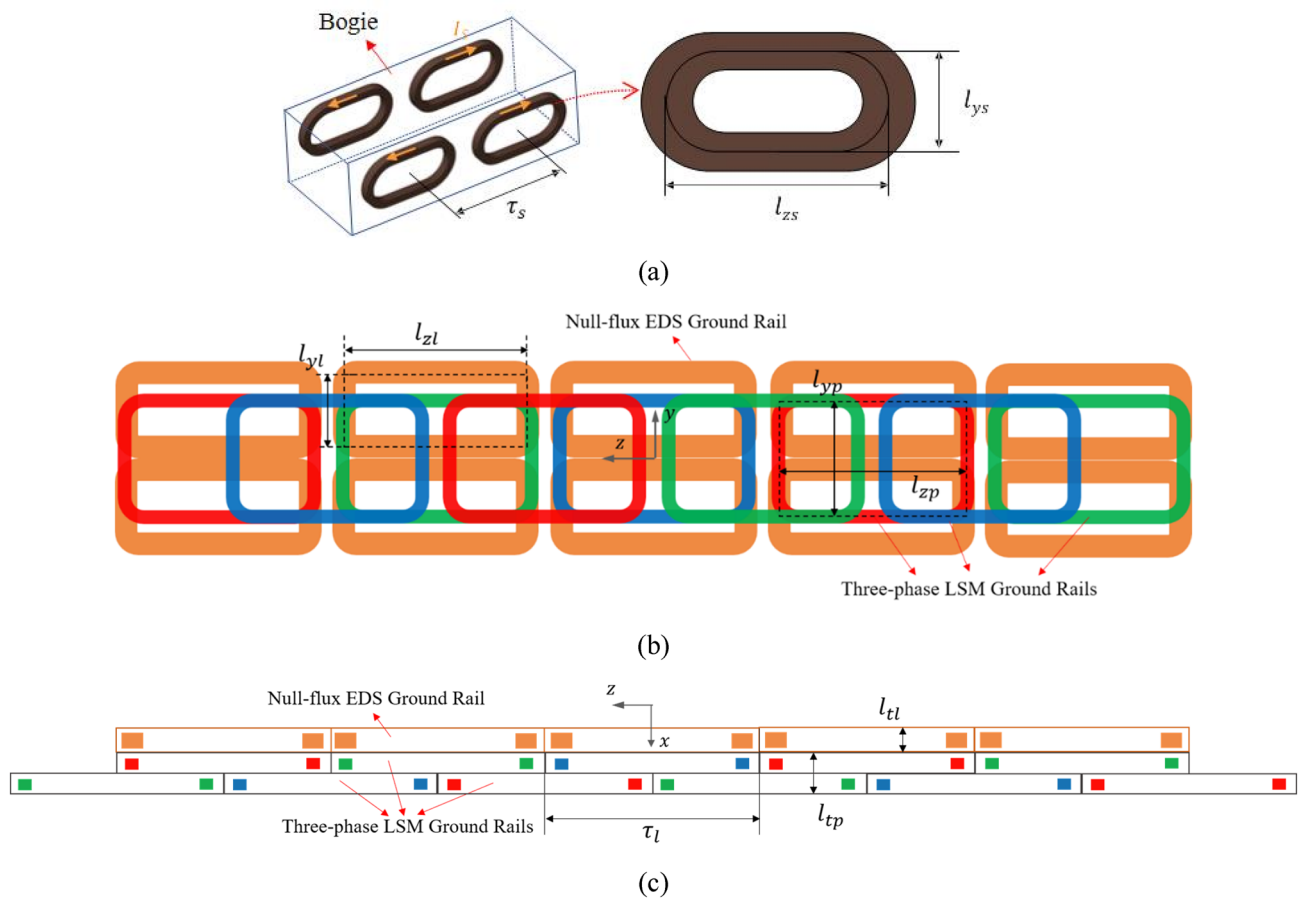 Bogie
I_s
τ_s
l_ys
l_zs
(a)
Null-flux EDS Ground Rail
l_zl
l_yl
l_yp
y
z
l_zp
Three-phase LSM Ground Rails
(b)
Null-flux EDS Ground Rail
z
x
l_tl
Three-phase LSM Ground Rails
τ_l
l_tp
(c)